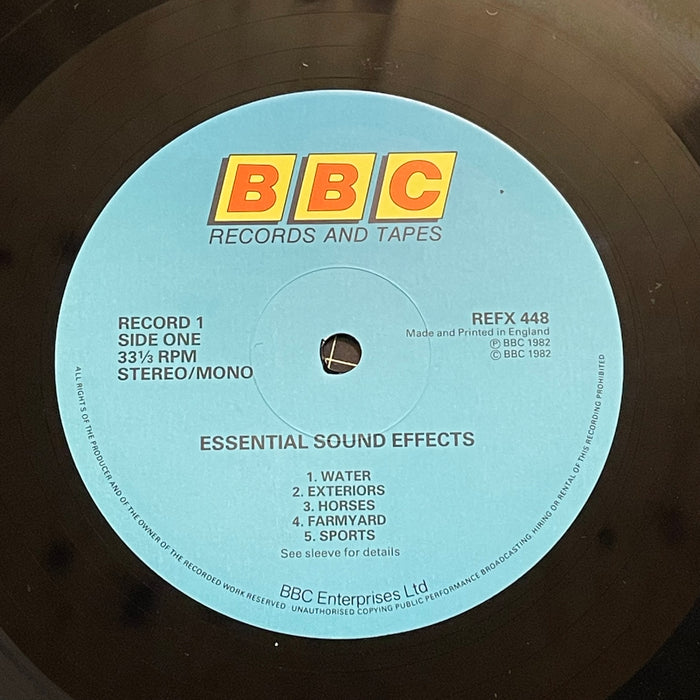 BBC
RECORDS AND TAPES
RECORD 1
SIDE ONE
33⅓ RPM
STEREO/MONO
REFX 448
Made and Printed in England
Ⓟ BBC 1982
© BBC 1982
ESSENTIAL SOUND EFFECTS
1. WATER
2. EXTERIORS
3. HORSES
4. FARMYARD
5. SPORTS
See sleeve for details
BBC Enterprises Ltd
ALL RIGHTS OF THE PRODUCER AND OF THE OWNER OF THE RECORDED WORK RESERVED UNAUTHORISED COPYING PUBLIC PERFORMANCE BROADCASTING HIRING OR RENTAL OF THIS RECORDING PROHIBITED